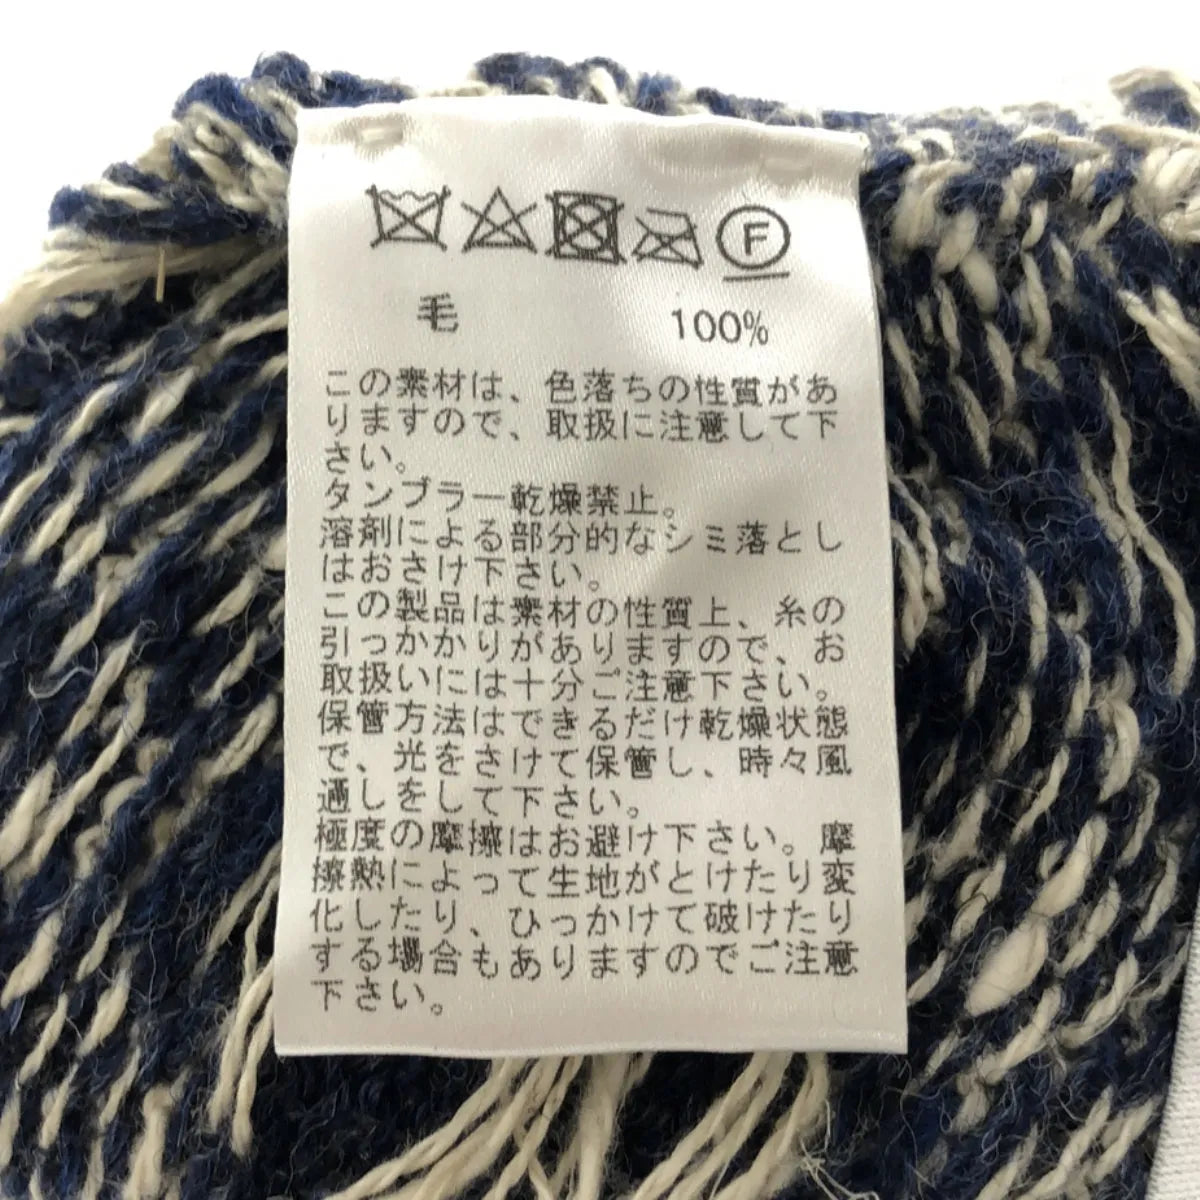 F
毛 100%
この素材は、色落ちの性質があ
りますので、取扱に注意して下
さい。
タンブラー乾燥禁止。
溶剤による部分的なシミ落とし
はおさけ下さい。
この製品は素材の性質上、糸の
引っかかりがありますので、お
取扱いには十分ご注意下さい。
保管方法はできるだけ乾燥状態
で、光をさけて保管し、時々風
通しをして下さい。
極度の摩擦はお避け下さい。摩
擦熱によって生地がとけたり変
化したり、ひっかけて破けたり
する場合もありますのでご注意
下さい。